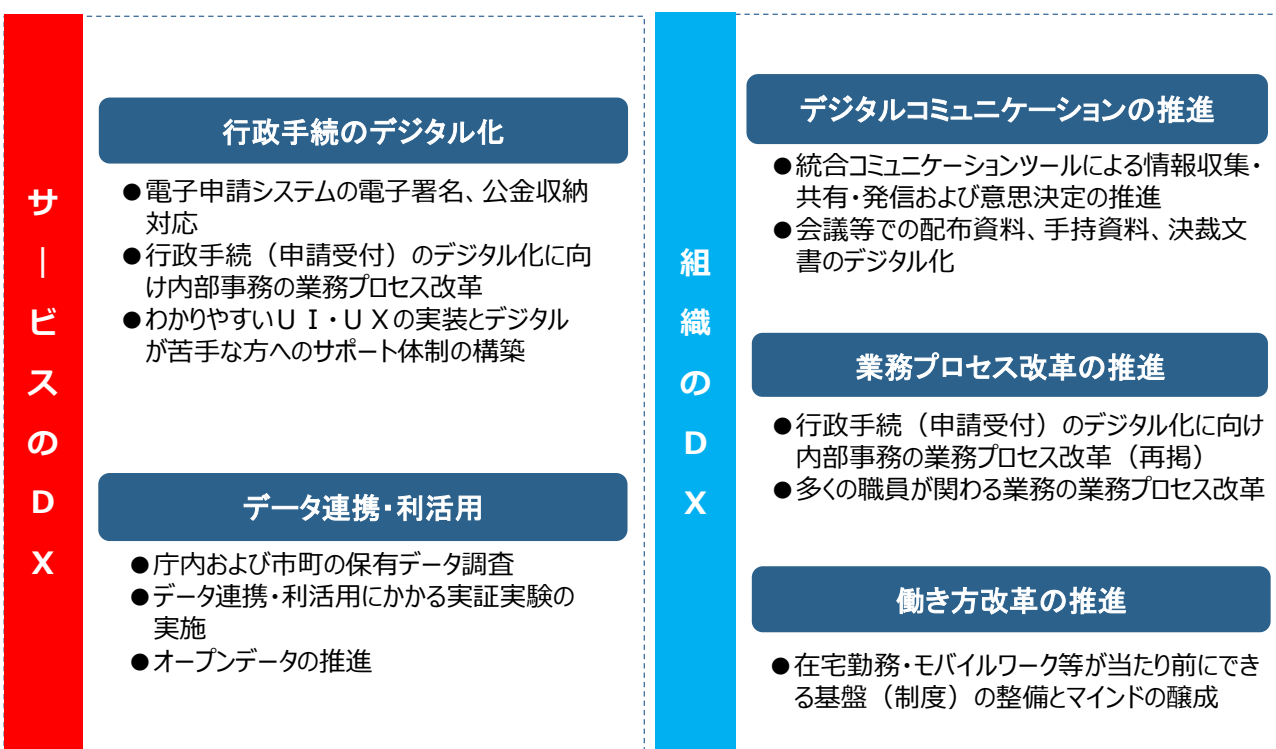 サービスのDX
行政手続のデジタル化
●電子申請システムの電子署名、公金収納
対応
●行政手続（申請受付）のデジタル化に向
け内部事務の業務プロセス改革
●わかりやすいＵＩ・ＵＸの実装とデジタル
が苦手な方へのサポート体制の構築
データ連携・利活用
●庁内および市町の保有データ調査
●データ連携・利活用にかかる実証実験の
実施
●オープンデータの推進
組織のDX
デジタルコミュニケーションの推進
●統合コミュニケーションツールによる情報収集・
共有・発信および意思決定の推進
●会議等での配布資料、手持資料、決裁文
書のデジタル化
業務プロセス改革の推進
●行政手続（申請受付）のデジタル化に向け
内部事務の業務プロセス改革（再掲）
●多くの職員が関わる業務の業務プロセス改革
働き方改革の推進
●在宅勤務・モバイルワーク等が当たり前にでき
る基盤（制度）の整備とマインドの醸成